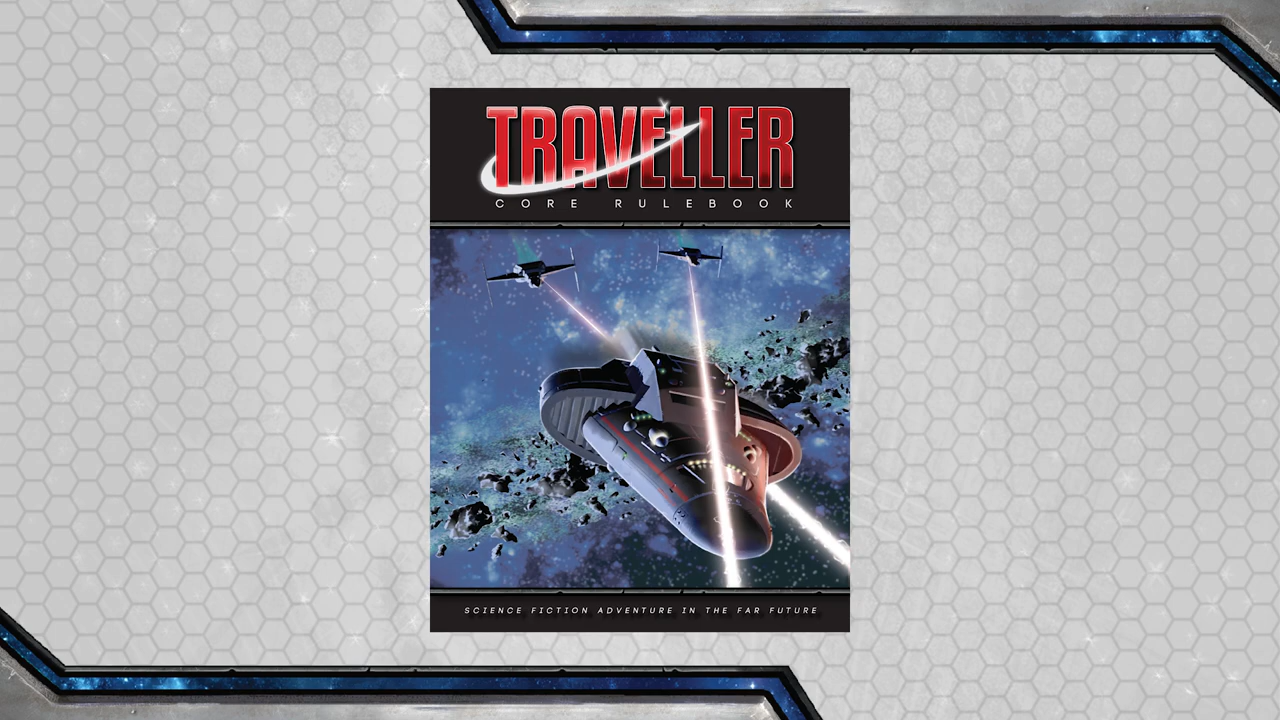 TRAVELLER
CORE RULEBOOK
SCIENCE FICTION ADVENTURE IN THE FAR FUTURE